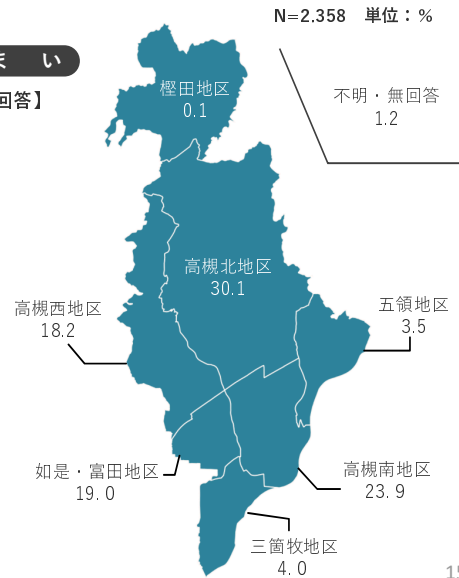 N=2.358 単位：%
まい
回答】
樫田地区
0.1
不明・無回答
1.2
高槻北地区
30.1
高槻西地区
18.2
五領地区
3.5
如是・富田地区
19.0
高槻南地区
23.9
三箇牧地区
4.0